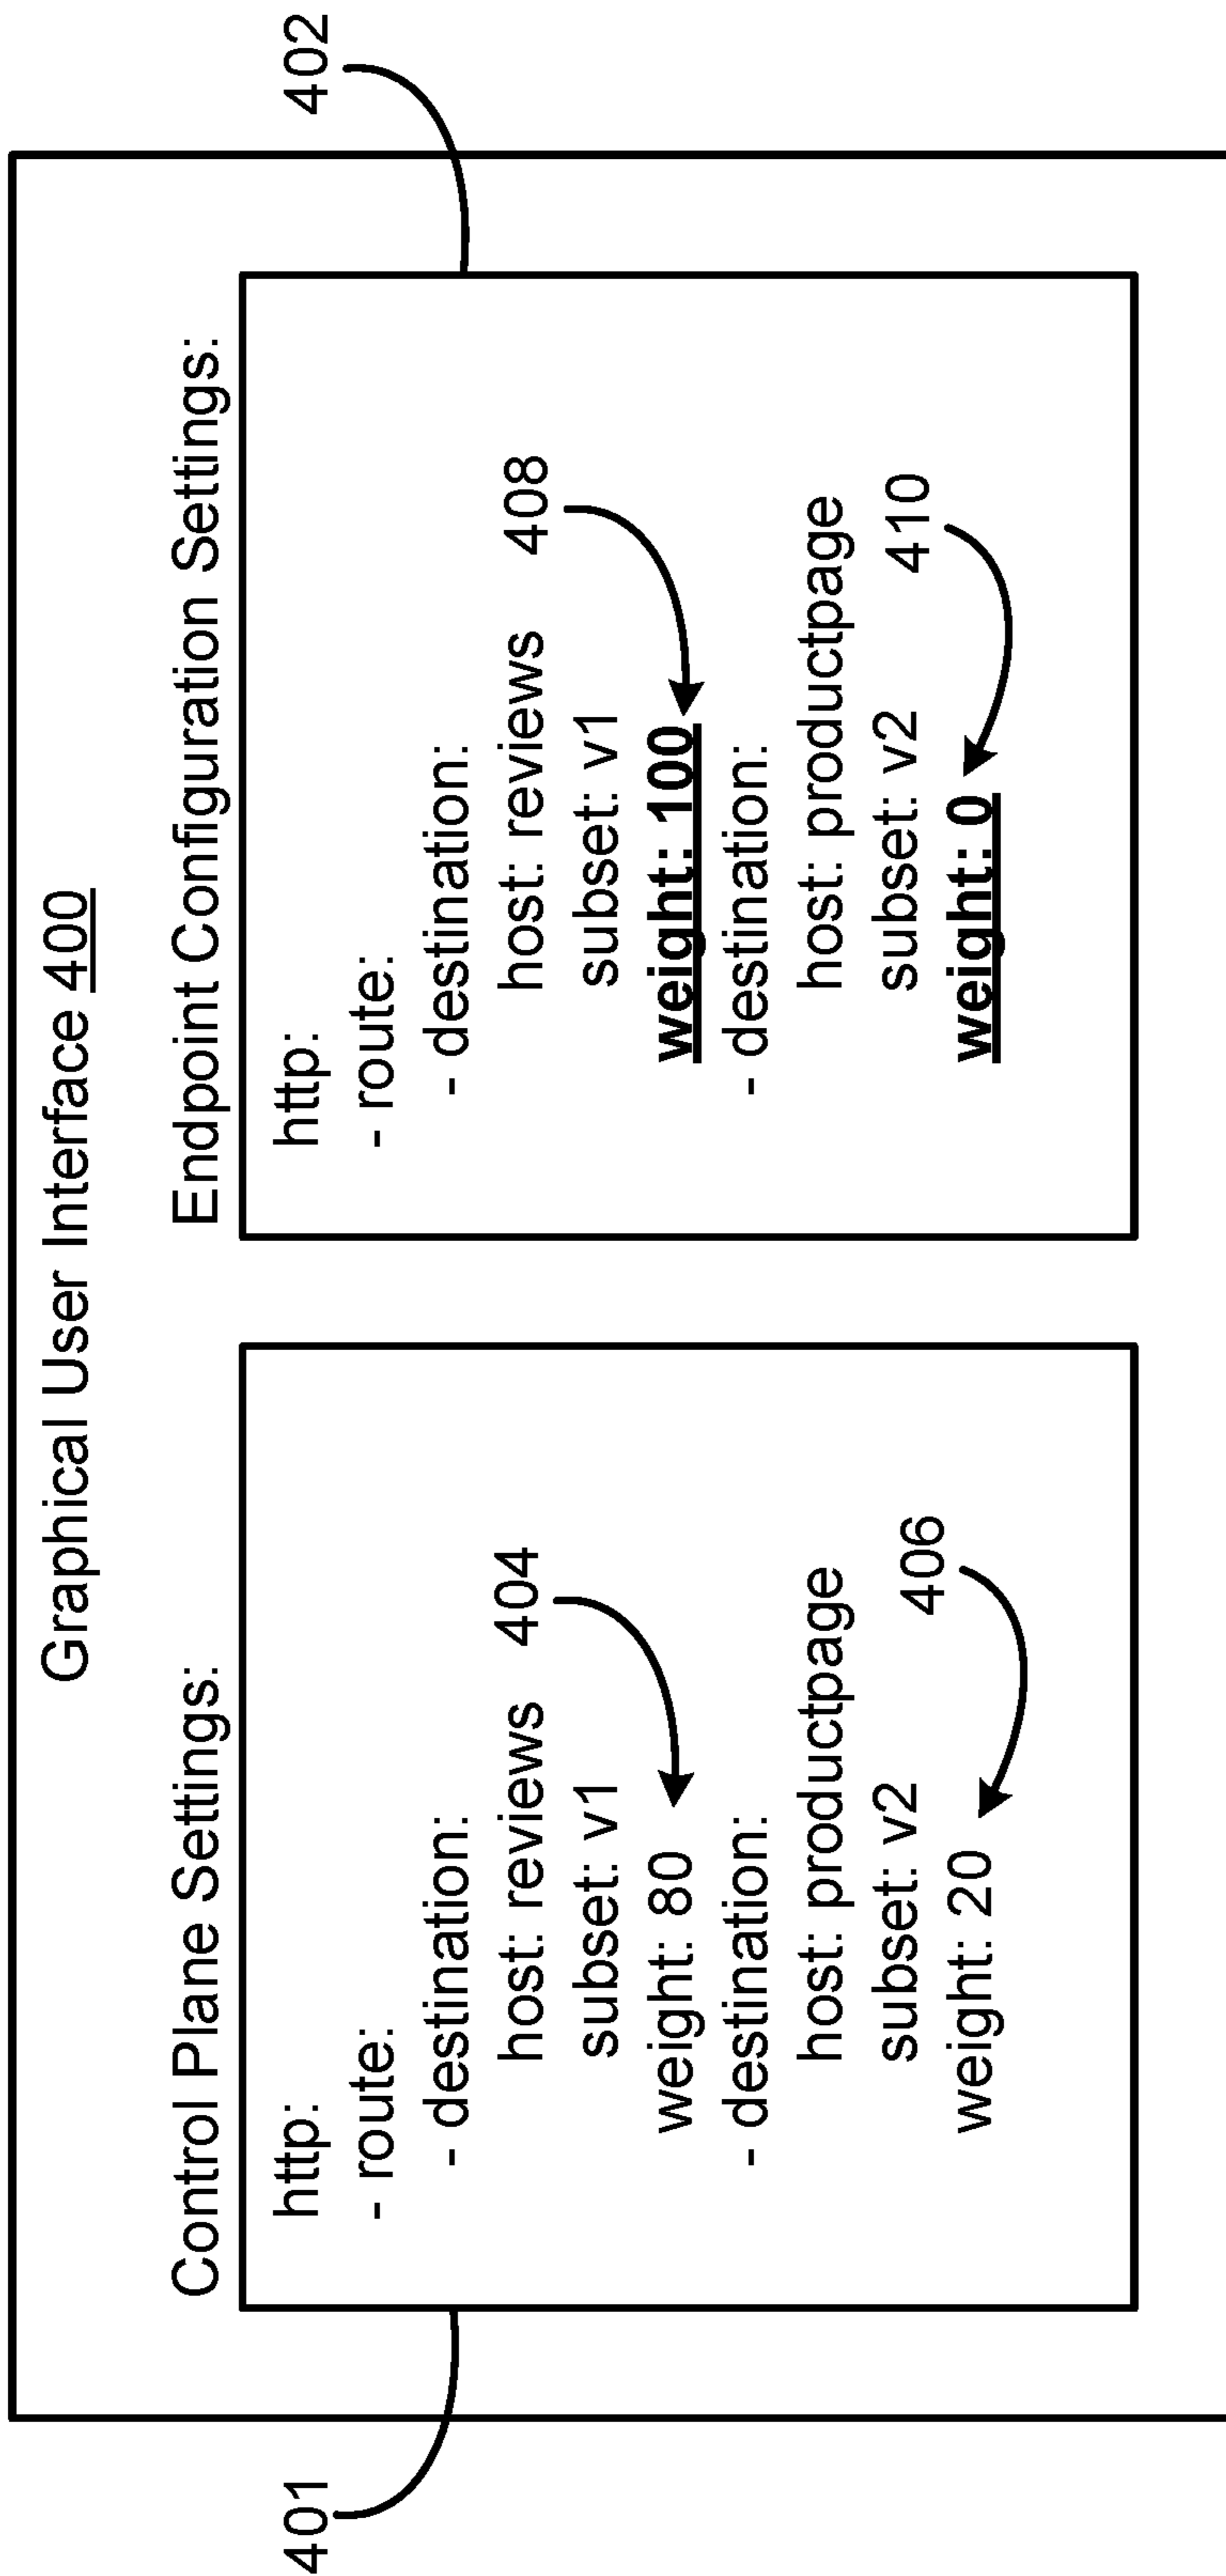 Graphical User Interface 400
Control Plane Settings:
401
http:
- route:
- destination:
host: reviews
404
subset: v1
weight: 80
- destination:
host: productpage
subset: v2
406
weight: 20
Endpoint Configuration Settings:
402
http:
- route:
- destination:
host: reviews
408
subset: v1
weight: 100
- destination:
host: productpage
subset: v2
410
weight: 0